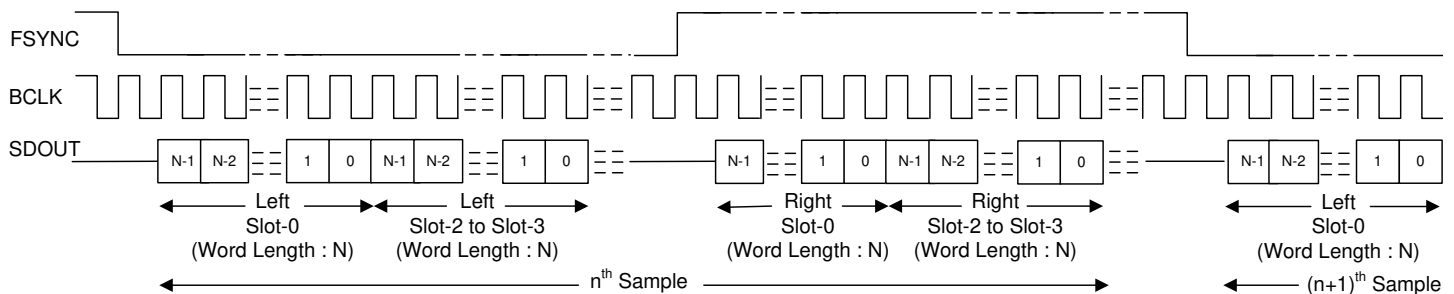 FSYNC
BCLK
SDOUT
N-1 N-2 1 0 N-1 N-2 1 0 N-1 1 0 N-1 N-2 1 0 N-1 N-2 1 0
Left Left Right Right Left
Slot-0 Slot-2 to Slot-3 Slot-0 Slot-2 to Slot-3 Slot-0
(Word Length : N) (Word Length : N) (Word Length : N) (Word Length : N) (Word Length : N)
nth Sample (n+1)th Sample